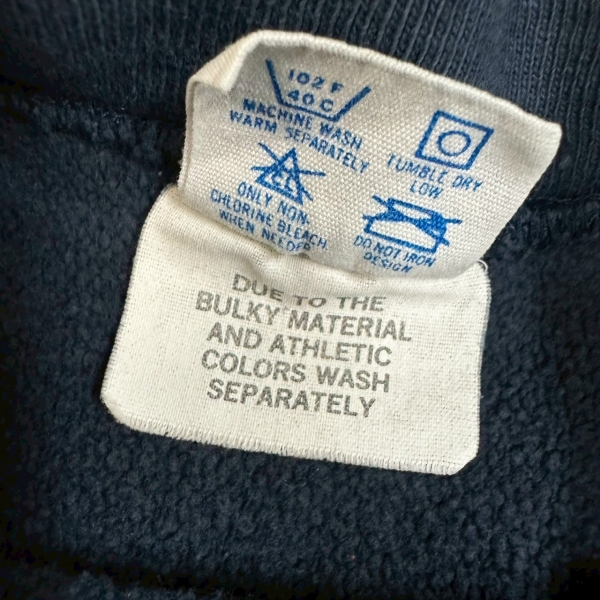 102 F
40 C
MACHINE WASH
WARM SEPARATELY
TUMBLE DRY
LOW
CL
ONLY NON-
CHLORINE BLEACH
WHEN NEEDED
DO NOT IRON
DESIGN
DUE TO THE
BULKY MATERIAL
AND ATHLETIC
COLORS WASH
SEPARATELY